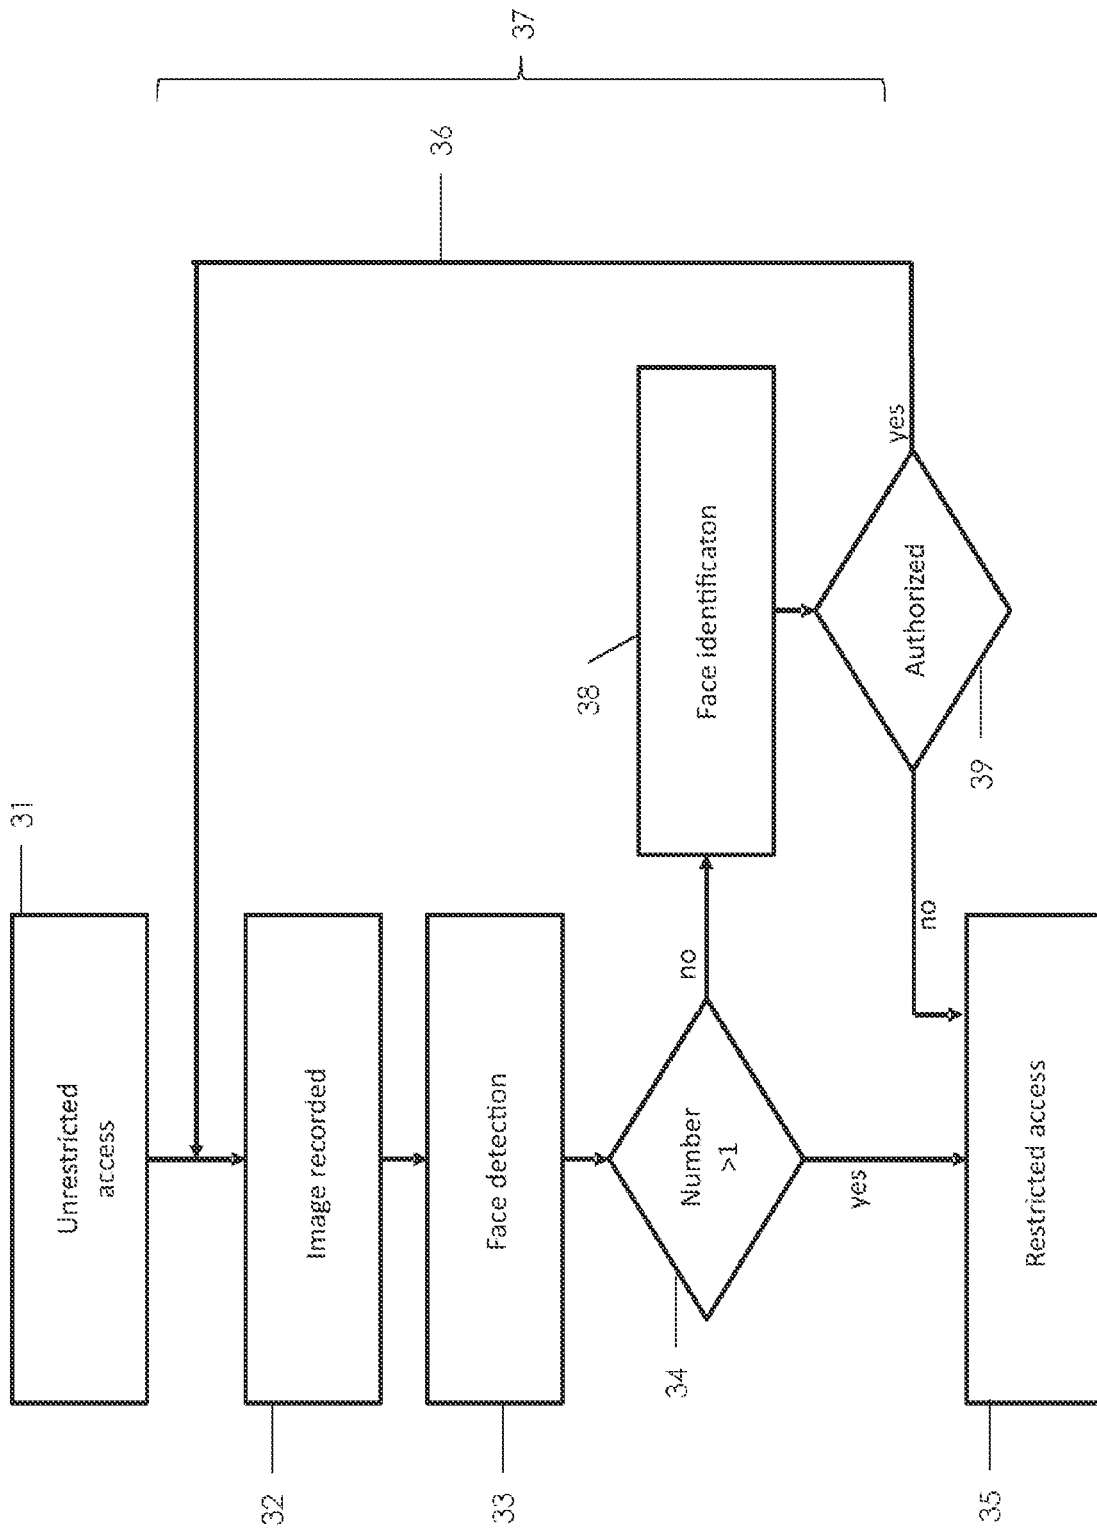 31
Unrestricted
access
37
36
32
Image recorded
33
Face detection
34
Number
>1
no
yes
38
Face identificaton
39
Authorized
yes
no
35
Restricted access